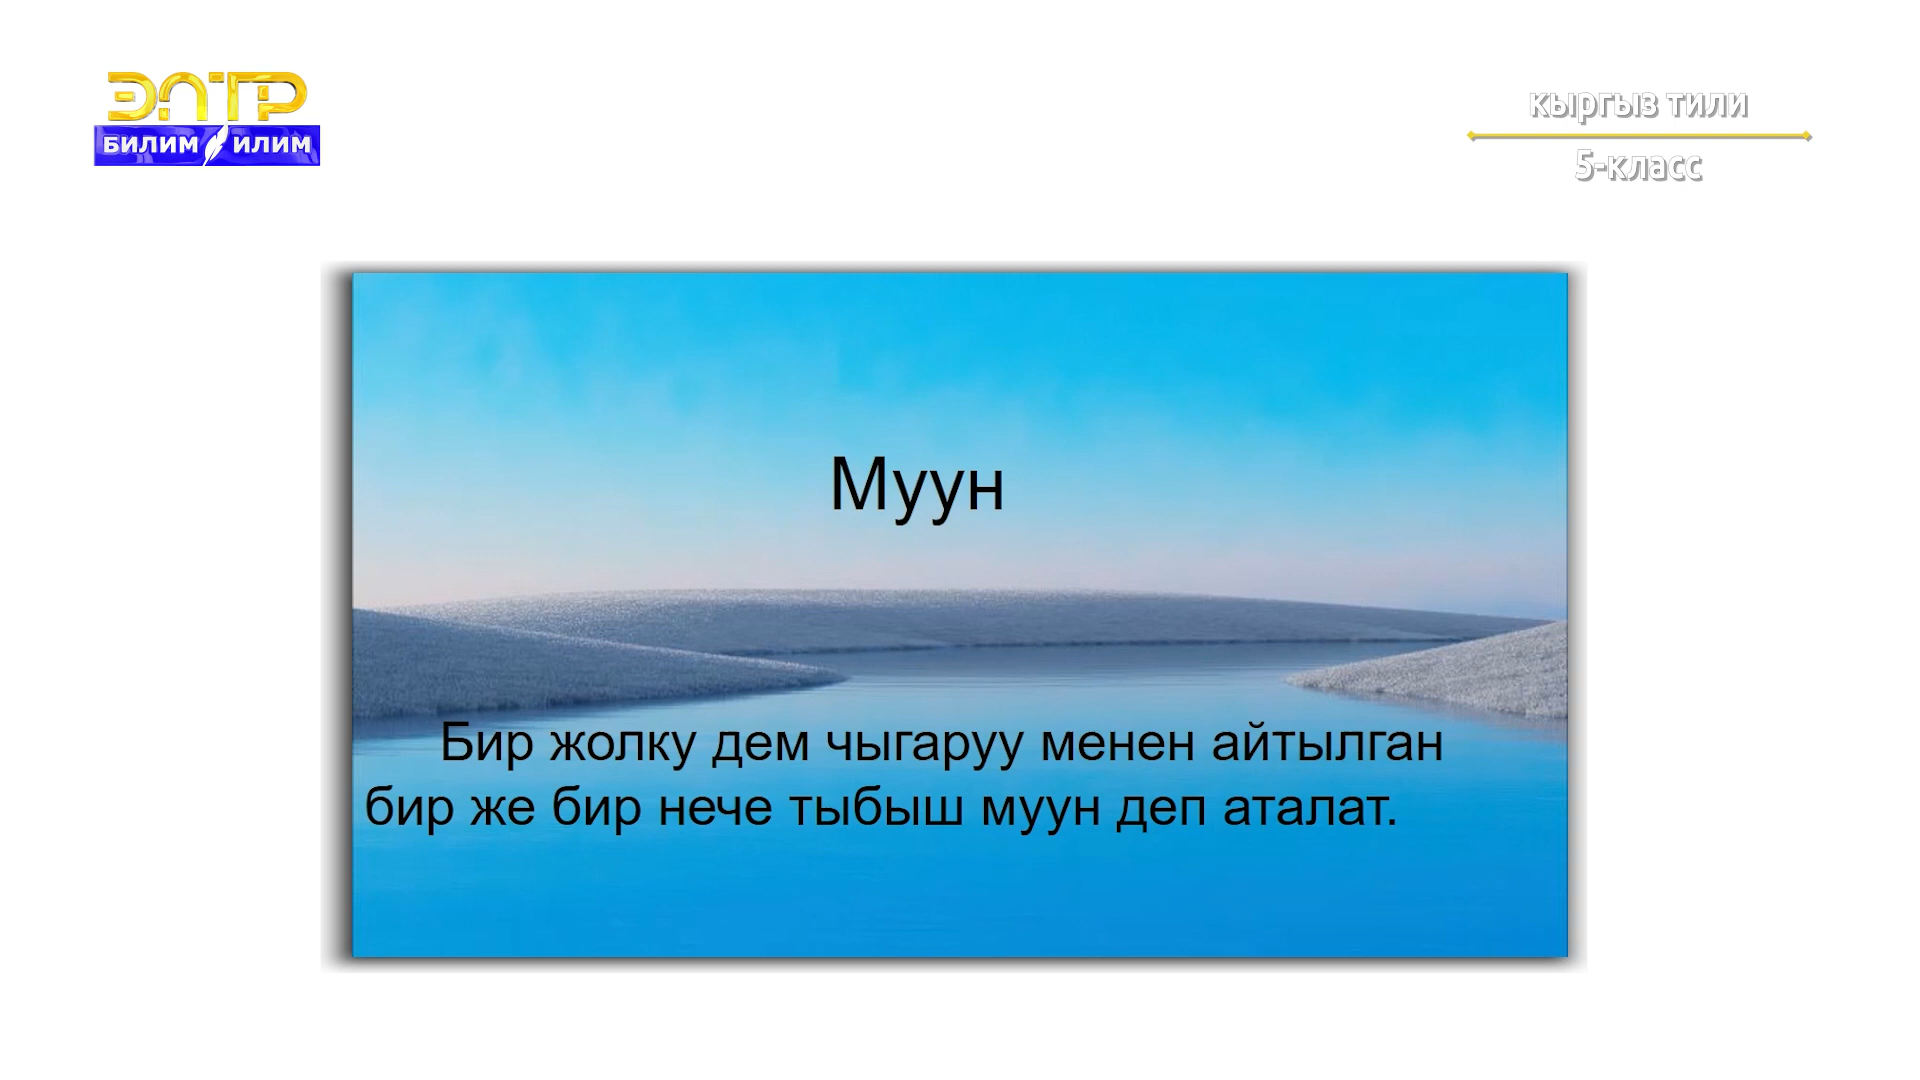 ЭЛТР
БИЛИМ ИЛИМ
кыргыз тили
5-класс
Муун
Бир жолку дем чыгаруу менен айтылган
бир же бир нече тыбыш муун деп аталат.